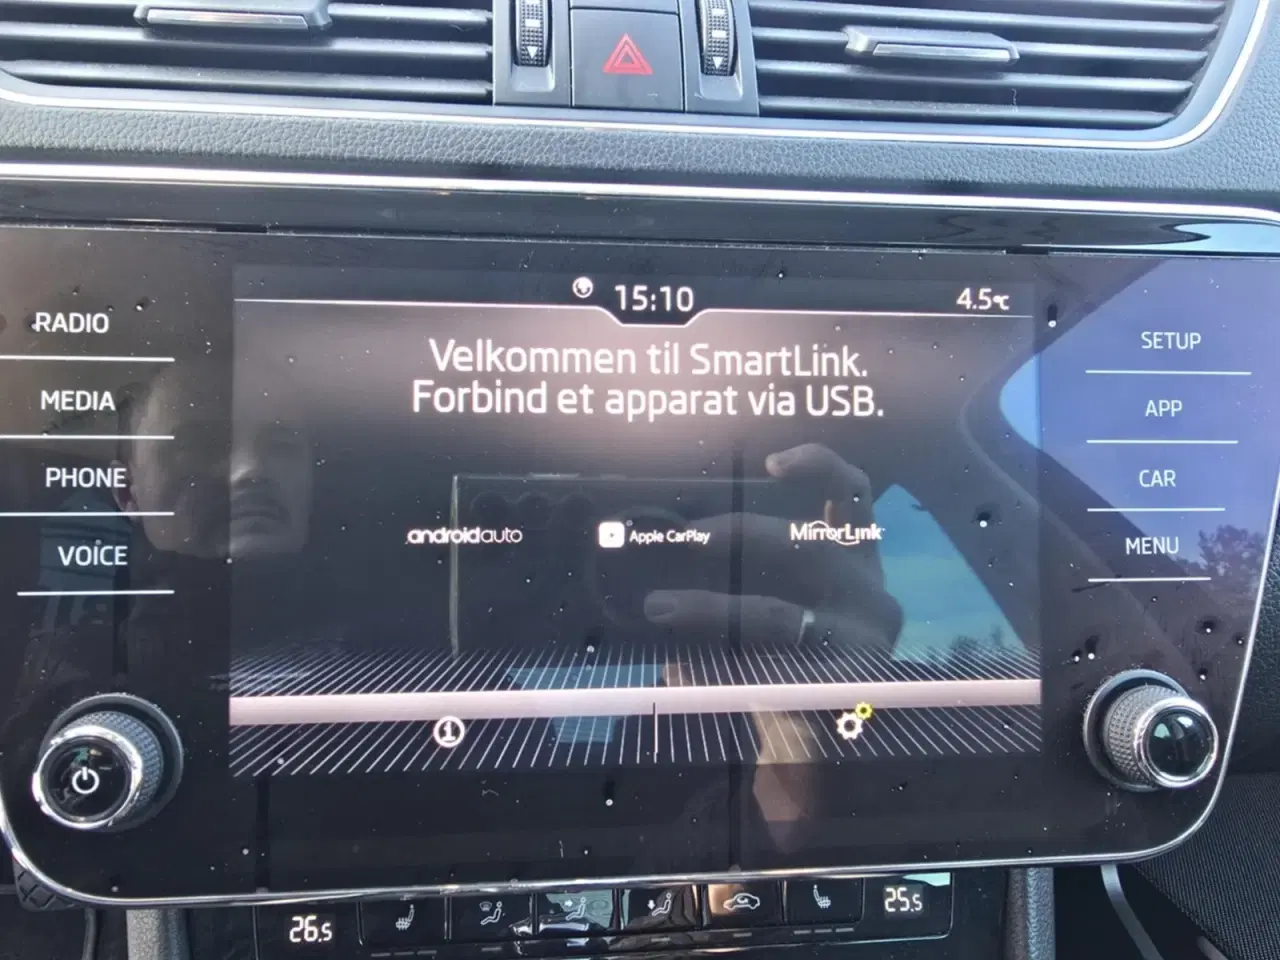 15:10
4.5°C
RADIO
MEDIA
PHONE
VOICE
Velkommen til SmartLink.
Forbind et apparat via USB.
androidauto
Apple CarPlay
MirrorLink
SETUP
APP
CAR
MENU
26.5
25.5